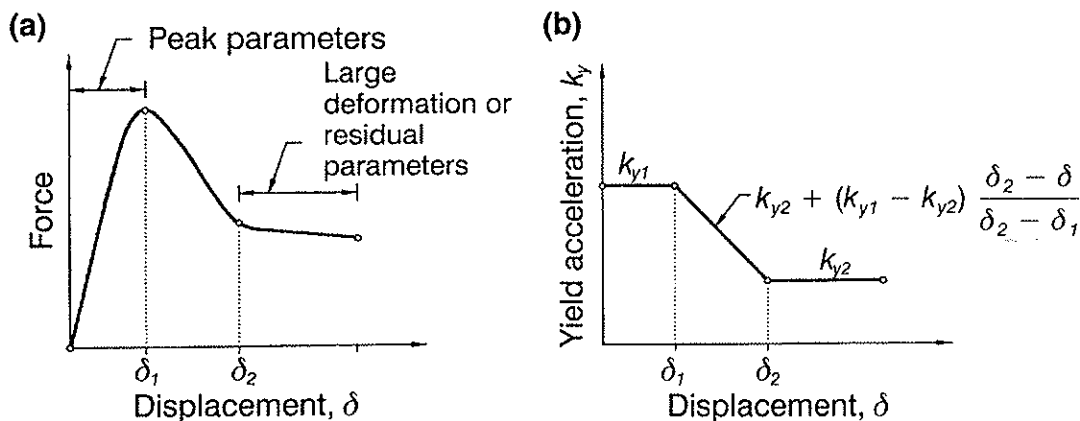 (a)
Peak parameters
Large
deformation or
residual
parameters
Force
δ1
δ2
Displacement, δ
(b)
Yield acceleration, ky
ky1
ky2 + (ky1 − ky2) (δ2 − δ) / (δ2 − δ1)
ky2
δ1
δ2
Displacement, δ